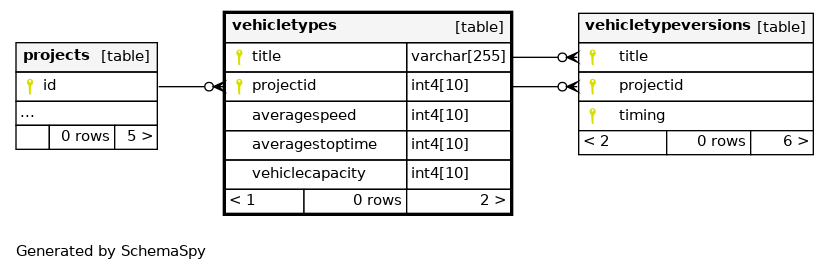 projects [table]
id
...
0 rows 5 >
vehicletypes [table]
title varchar[255]
projectid int4[10]
averagespeed int4[10]
averagestoptime int4[10]
vehiclecapacity int4[10]
< 1 0 rows 2 >
vehicletypeversions [table]
title
projectid
timing
< 2 0 rows 6 >
Generated by SchemaSpy